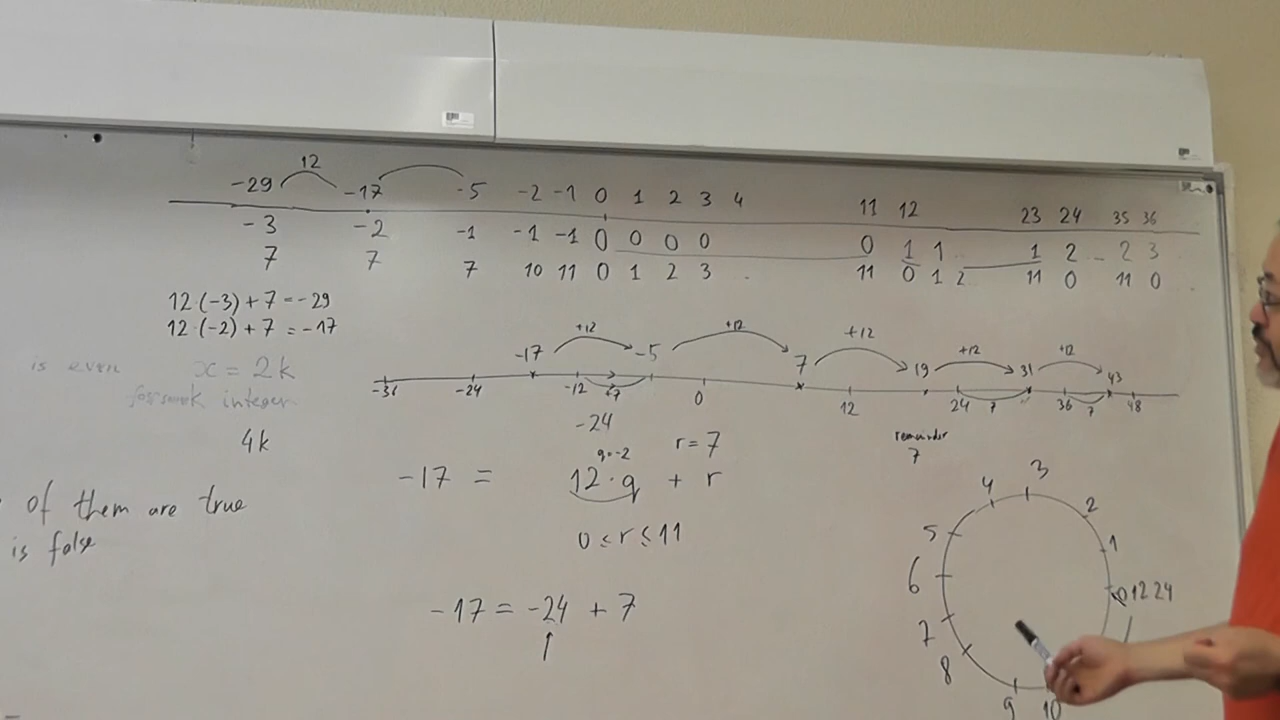 12
-29 -17 -5 -2 -1 0 1 2 3 4 11 12 23 24 35 36
-3 -2 -1 -1 -1 0 0 0 0 0 1 1 1 2 2 3
7 7 7 10 11 0 1 2 3 11 0 1 2 11 0 11 0
12·(-3) + 7 = -29
12·(-2) + 7 = -17
+12 +12 +12 +12 +12
-17 -5 7 19 31 43
-24 -12 +7 0 12 24 7 36 7 48
is even x = 2k
integer
4k
-24
q=-2 r = 7
-17 = 12·q + r
0 ≤ r ≤ 11
-17 = -24 + 7
of them are true
is false
remainder
7
3
4 2
5 1
6 0 12 24
7
8
9 10